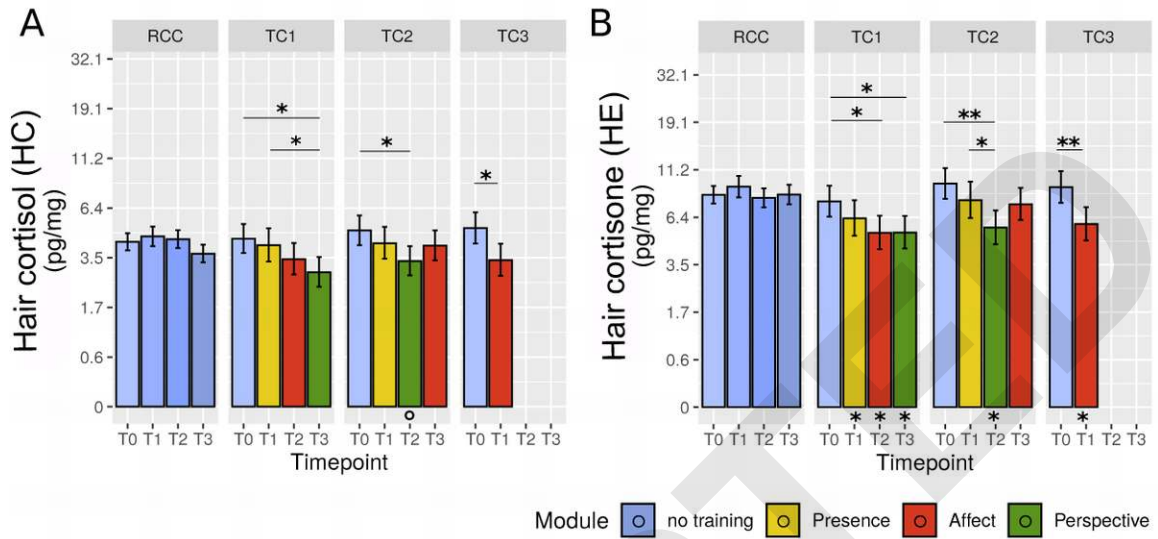 A
RCC TC1 TC2 TC3
Hair cortisol (HC)
(pg/mg)
32.1
19.1
11.2
6.4
3.5
1.7
0.6
0
* * * *
T0 T1 T2 T3 T0 T1 T2 T3 T0 T1 T2 T3 T0 T1 T2 T3
Timepoint
B
RCC TC1 TC2 TC3
Hair cortisone (HE)
(pg/mg)
32.1
19.1
11.2
6.4
3.5
1.7
0.6
0
* * ** * **
* * * * *
T0 T1 T2 T3 T0 T1 T2 T3 T0 T1 T2 T3 T0 T1 T2 T3
Timepoint
Module no training Presence Affect Perspective